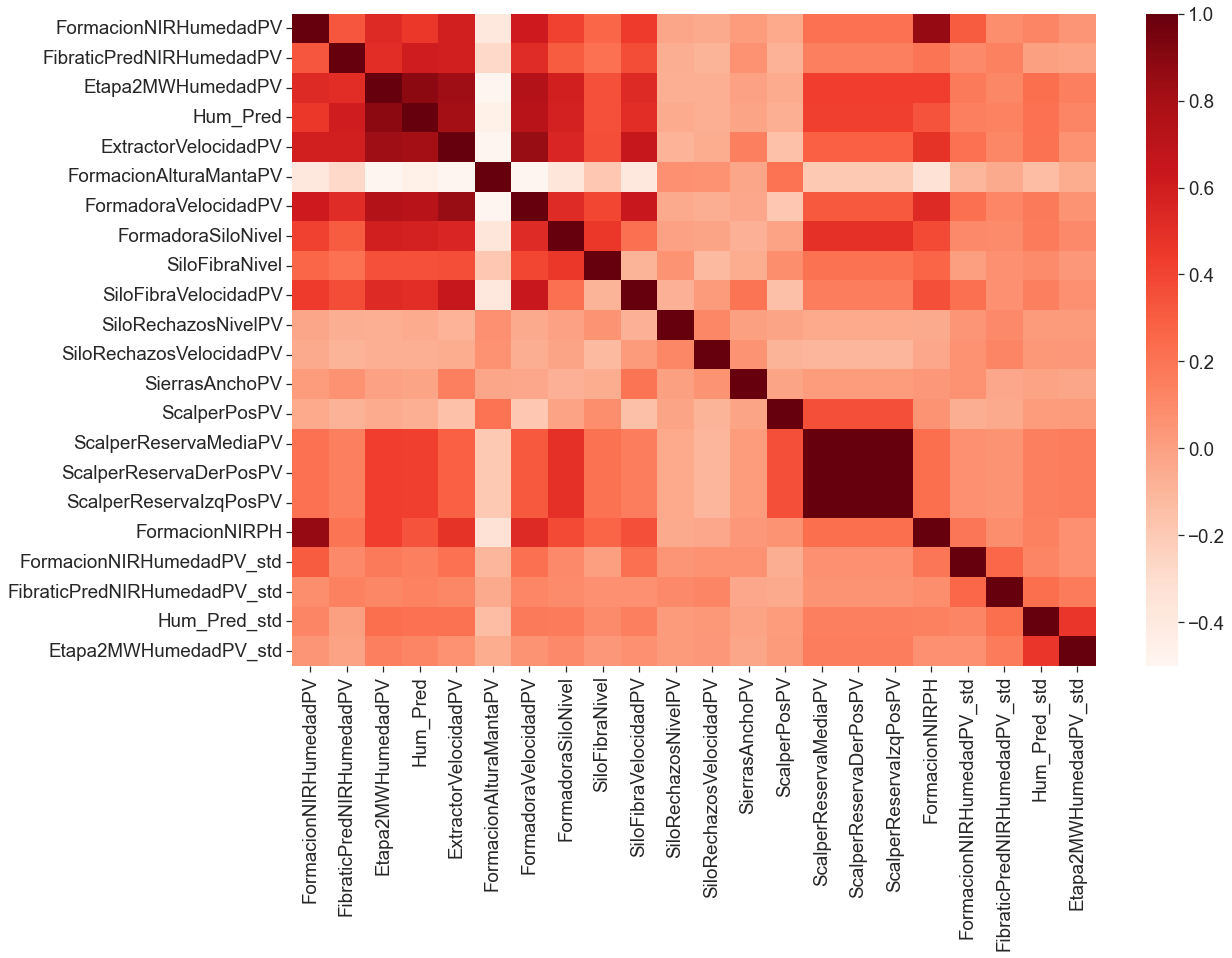 FormacionNIRHumedadPV
FibraticPredNIRHumedadPV
Etapa2MWHumedadPV
Hum_Pred
ExtractorVelocidadPV
FormacionAlturaMantaPV
FormadoraVelocidadPV
FormadoraSiloNivel
SiloFibraNivel
SiloFibraVelocidadPV
SiloRechazosNivelPV
SiloRechazosVelocidadPV
SierrasAnchoPV
ScalperPosPV
ScalperReservaMediaPV
ScalperReservaDerPosPV
ScalperReservaIzqPosPV
FormacionNIRPH
FormacionNIRHumedadPV_std
FibraticPredNIRHumedadPV_std
Hum_Pred_std
Etapa2MWHumedadPV_std
FormacionNIRHumedadPV
FibraticPredNIRHumedadPV
Etapa2MWHumedadPV
Hum_Pred
ExtractorVelocidadPV
FormacionAlturaMantaPV
FormadoraVelocidadPV
FormadoraSiloNivel
SiloFibraNivel
SiloFibraVelocidadPV
SiloRechazosNivelPV
SiloRechazosVelocidadPV
SierrasAnchoPV
ScalperPosPV
ScalperReservaMediaPV
ScalperReservaDerPosPV
ScalperReservaIzqPosPV
FormacionNIRPH
FormacionNIRHumedadPV_std
FibraticPredNIRHumedadPV_std
Hum_Pred_std
Etapa2MWHumedadPV_std
1.0
0.8
0.6
0.4
0.2
0.0
−0.2
−0.4